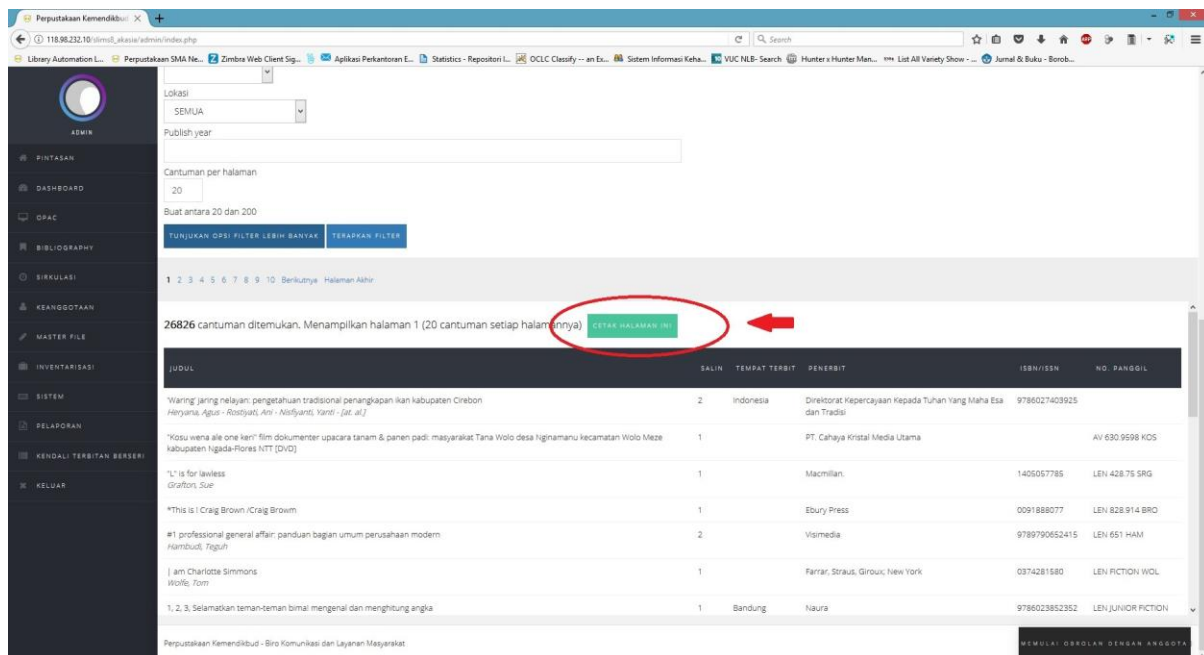 Perpustakaan Kemendikbud
118.98.232.10/slims8_akasia/admin/index.php
Search
Library Automation L... Perpustakaan SMA Ne... Zimbra Web Client Sig... Aplikasi Perkantoran E... Statistics - Repositori I... OCLC Classify -- an Ex... Sistem Informasi Keha... VUC NLB- Search Hunter x Hunter Man... List All Variety Show - ... Jurnal & Buku - Borob...
ADMIN
PINTASAN
DASHBOARD
OPAC
BIBLIOGRAPHY
SIRKULASI
KEANGGOTAAN
MASTER FILE
INVENTARISASI
SISTEM
PELAPORAN
KENDALI TERBITAN BERSERI
KELUAR
Lokasi
SEMUA
Publish year
Cantuman per halaman
20
Buat antara 20 dan 200
TUNJUKAN OPSI FILTER LEBIH BANYAK TERAPKAN FILTER
1 2 3 4 5 6 7 8 9 10 Berikutnya Halaman Akhir
26826 cantuman ditemukan. Menampilkan halaman 1 (20 cantuman setiap halamannya) CETAK HALAMAN INI
JUDUL SALIN TEMPAT TERBIT PENERBIT ISBN/ISSN NO. PANGGIL
'Waring' jaring nelayan: pengetahuan tradisional penangkapan ikan kabupaten Cirebon 2 Indonesia Direktorat Kepercayaan Kepada Tuhan Yang Maha Esa 9786027403925
Heryana, Agus - Rostiyati, Ani - Nisfiyanti, Yanti - [at. al.] dan Tradisi
"Kosu wena ale one ken" film dokumenter upacara tanam & panen padi: masyarakat Tana Wolo desa Nginamanu kecamatan Wolo Meze 1 PT. Cahaya Kristal Media Utama AV 630.9598 KOS
kabupaten Ngada-Flores NTT [DVD]
"L" is for lawless 1 Macmillan. 1405057785 LEN 428.75 SRG
Grafton, Sue
*This is I Craig Brown /Craig Browm 1 Ebury Press 0091888077 LEN 828.914 BRO
#1 professional general affair: panduan bagian umum perusahaan modern 2 Visimedia 9789790652415 LEN 651 HAM
Hambudi, Teguh
| am Charlotte Simmons 1 Farrar, Straus, Giroux; New York 0374281580 LEN FICTION WOL
Wolfe, Tom
1, 2, 3, Selamatkan teman-teman bimal mengenal dan menghitung angka 1 Bandung Naura 9786023852352 LEN JUNIOR FICTION
Perpustakaan Kemendikbud - Biro Komunikasi dan Layanan Masyarakat
MEMULAI OBROLAN DENGAN ANGGOTA